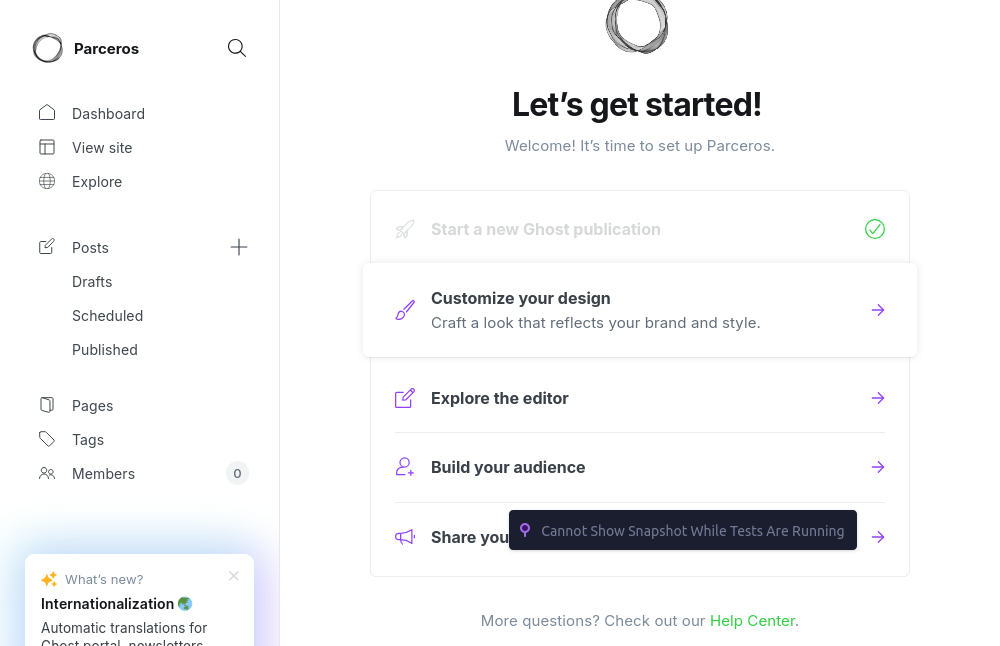 Parceros
Dashboard
View site
Explore
Posts
Drafts
Scheduled
Published
Pages
Tags
Members
0
What's new?
Internationalization
Automatic translations for
Ghost portal, newsletters
Let's get started!
Welcome! It's time to set up Parceros.
Start a new Ghost publication
Customize your design
Craft a look that reflects your brand and style.
Explore the editor
Build your audience
Share you
Cannot Show Snapshot While Tests Are Running
More questions? Check out our Help Center.